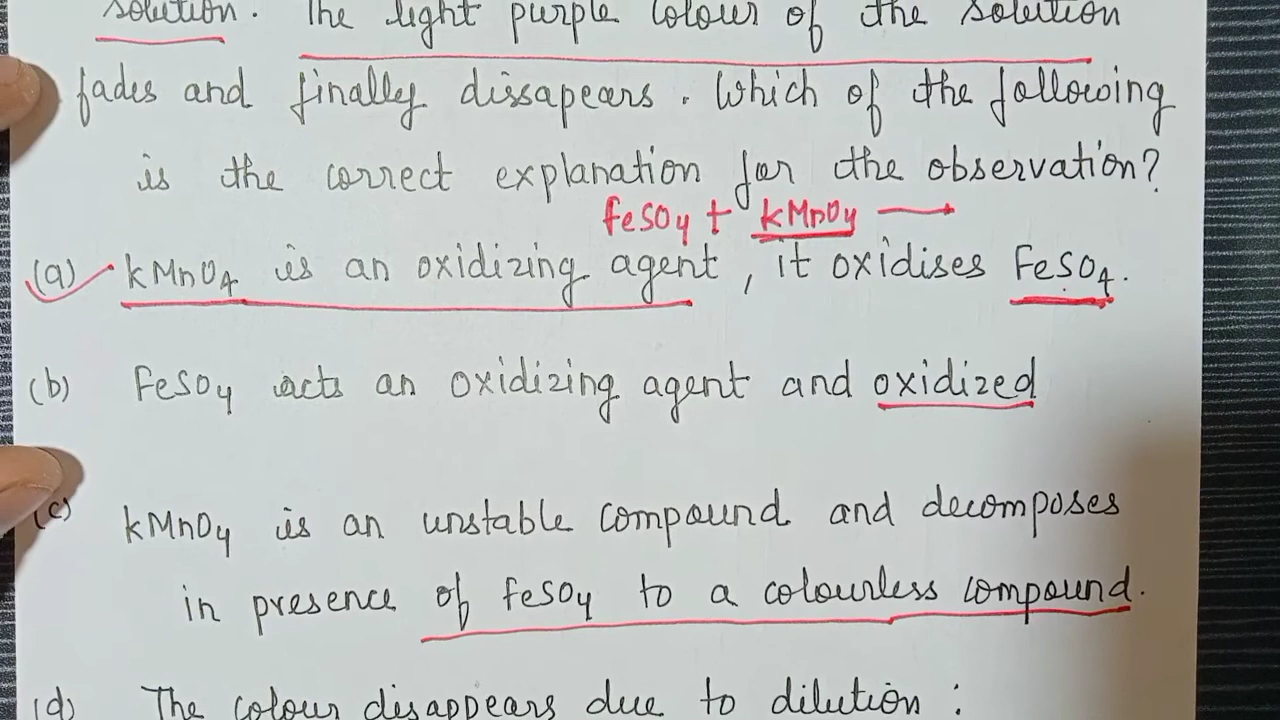 solution. The light purple colour of the solution
fades and finally dissapears. Which of the following
is the correct explanation for the observation?
FeSO4 + KMnO4 →
(a) KMnO4 is an oxidizing agent, it oxidises FeSO4.
(b) FeSO4 acts an oxidizing agent and oxidized
(c) KMnO4 is an unstable compound and decomposes
in presence of FeSO4 to a colourless compound.
(d) The colour disappears due to dilution: